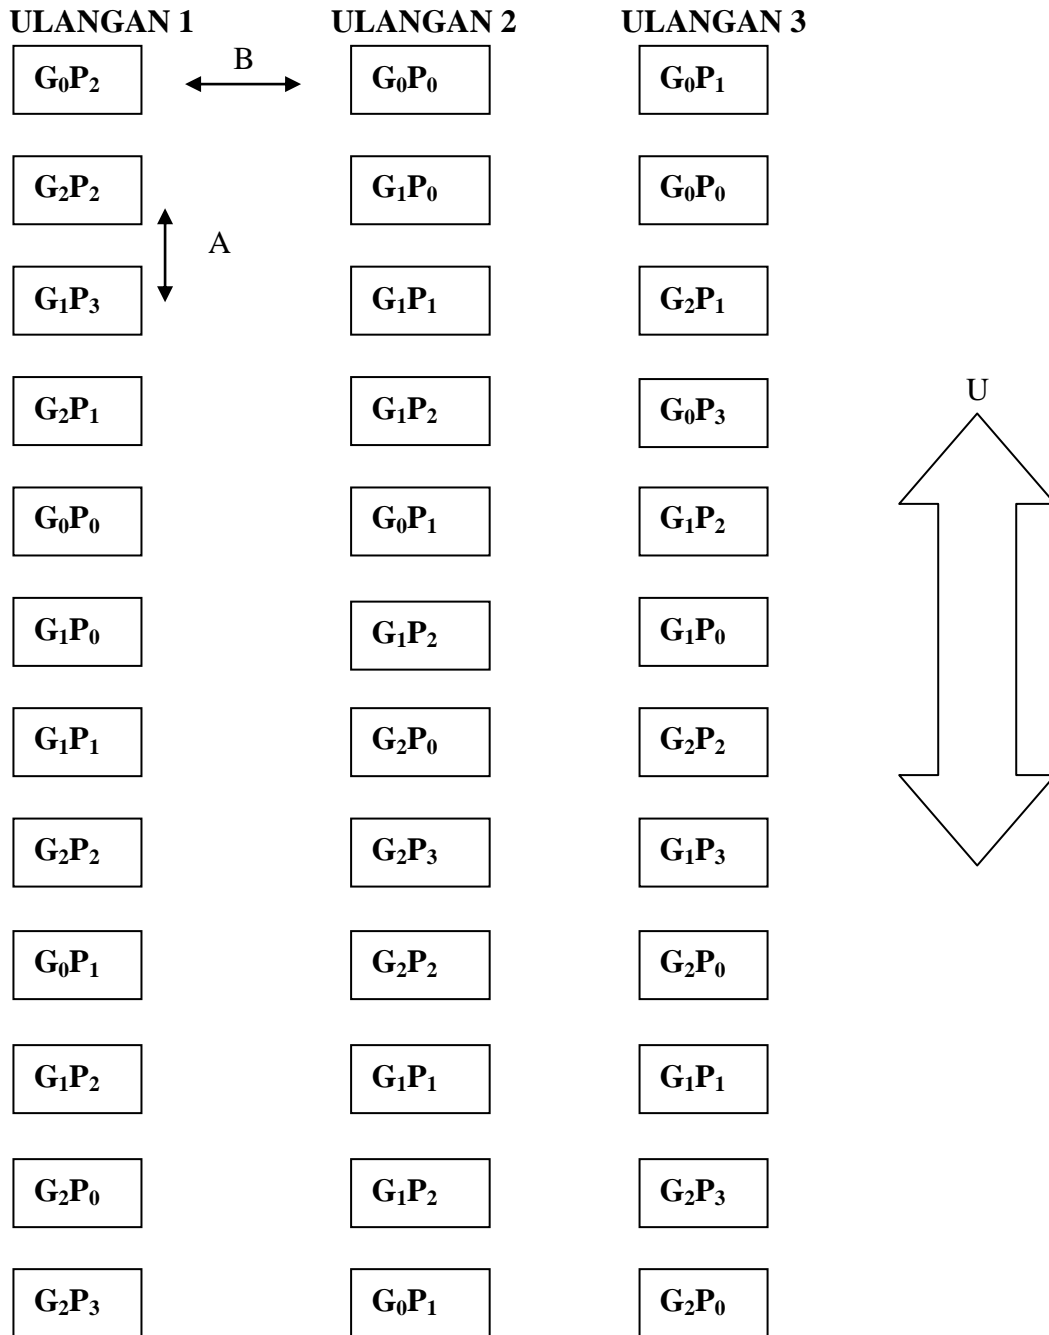 ULANGAN 1 ULANGAN 2 ULANGAN 3
G₀P₂ B G₀P₀ G₀P₁
G₂P₂ G₁P₀ G₀P₀
A
G₁P₃ G₁P₁ G₂P₁
U
G₂P₁ G₁P₂ G₀P₃
G₀P₀ G₀P₁ G₁P₂
G₁P₀ G₁P₂ G₁P₀
G₁P₁ G₂P₀ G₂P₂
G₂P₂ G₂P₃ G₁P₃
G₀P₁ G₂P₂ G₂P₀
G₁P₂ G₁P₁ G₁P₁
G₂P₀ G₁P₂ G₂P₃
G₂P₃ G₀P₁ G₂P₀